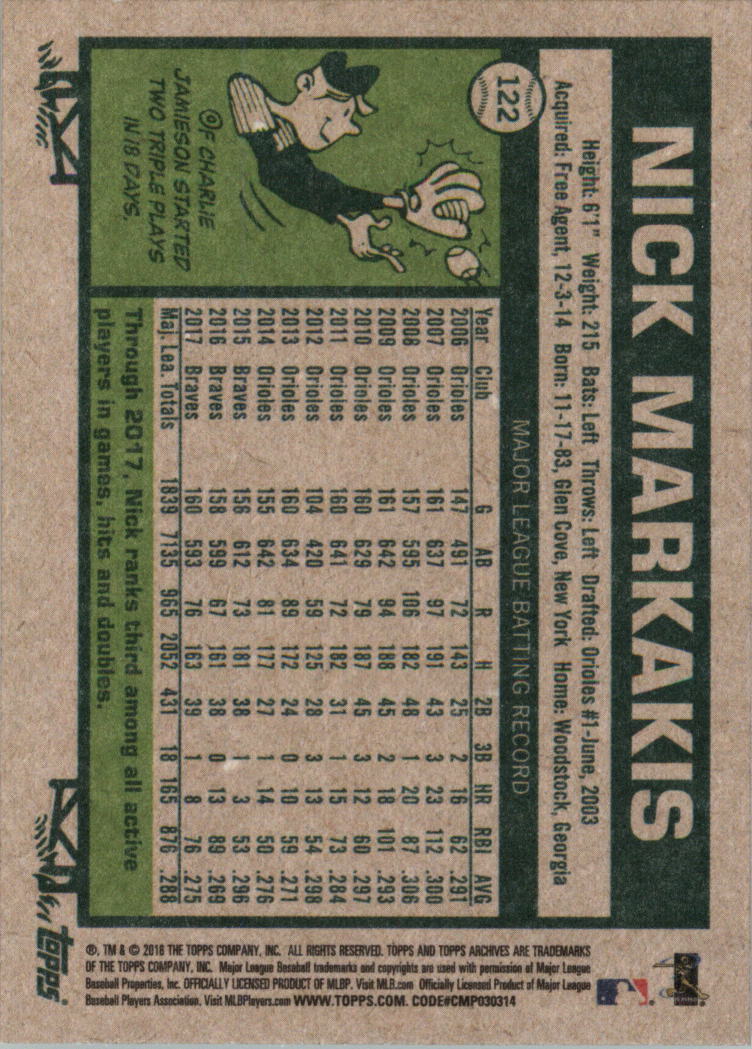 NICK MARKAKIS
122
Height: 6'1" Weight: 215 Bats: Left Throws: Left Drafted: Orioles #1-June, 2003
Acquired: Free Agent, 12-3-14 Born: 11-17-83, Glen Cove, New York Home: Woodstock, Georgia
MAJOR LEAGUE BATTING RECORD
Year Club G AB R H 2B 3B HR RBI AVG
2006 Orioles 147 491 72 143 25 2 16 62 .291
2007 Orioles 161 637 97 191 43 3 23 112 .300
2008 Orioles 157 595 106 182 48 1 20 87 .306
2009 Orioles 161 642 94 188 45 2 18 101 .293
2010 Orioles 160 629 79 187 45 3 12 60 .297
2011 Orioles 160 641 72 182 31 1 15 73 .284
2012 Orioles 104 420 59 125 28 3 13 54 .298
2013 Orioles 160 634 89 172 24 0 10 59 .271
2014 Orioles 155 642 81 177 27 1 14 50 .276
2015 Braves 156 612 73 181 38 1 3 53 .296
2016 Braves 158 599 67 161 38 0 13 89 .269
2017 Braves 160 593 76 163 39 1 8 76 .275
Maj. Lea. Totals 1839 7135 965 2052 431 18 165 876 .288
OF CHARLIE
JAMIESON STARTED
TWO TRIPLE PLAYS
IN 18 DAYS.
Through 2017, Nick ranks third among all active
players in games, hits and doubles.
®, TM & © 2018 THE TOPPS COMPANY, INC. ALL RIGHTS RESERVED. TOPPS AND TOPPS ARCHIVES ARE TRADEMARKS
OF THE TOPPS COMPANY, INC. Major League Baseball trademarks and copyrights are used with permission of Major League
Baseball Properties, Inc. OFFICIALLY LICENSED PRODUCT OF MLBP. Visit MLB.com Officially Licensed Product of Major League
Baseball Players Association. Visit MLBPlayers.com WWW.TOPPS.COM. CODE#CMP030314
topps®